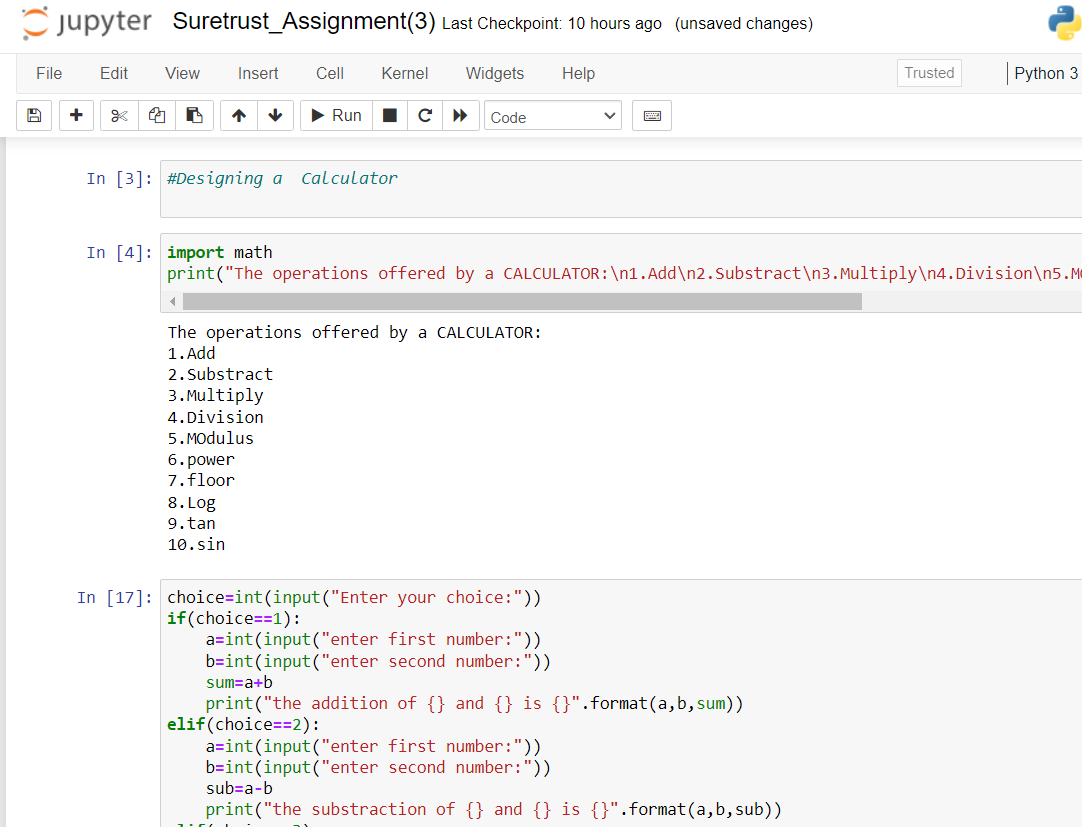 jupyter Suretrust_Assignment(3) Last Checkpoint: 10 hours ago (unsaved changes)
File Edit View Insert Cell Kernel Widgets Help Trusted Python 3
Run Code
In [3]: #Designing a  Calculator
In [4]: import math
print("The operations offered by a CALCULATOR:\n1.Add\n2.Substract\n3.Multiply\n4.Division\n5.MO
The operations offered by a CALCULATOR:
1.Add
2.Substract
3.Multiply
4.Division
5.MOdulus
6.power
7.floor
8.Log
9.tan
10.sin
In [17]: choice=int(input("Enter your choice:"))
if(choice==1):
    a=int(input("enter first number:"))
    b=int(input("enter second number:"))
    sum=a+b
    print("the addition of {} and {} is {}".format(a,b,sum))
elif(choice==2):
    a=int(input("enter first number:"))
    b=int(input("enter second number:"))
    sub=a-b
    print("the substraction of {} and {} is {}".format(a,b,sub))